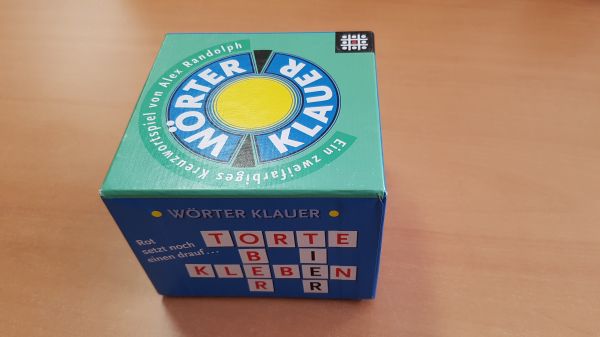 Ein zweifarbiges Kreuzwortspiel von Alex Randolph
WÖRTER
KLAUER
WÖRTER KLAUER
Rot
setzt noch
einen drauf...
TORTE
B I
KLEBEN
R R